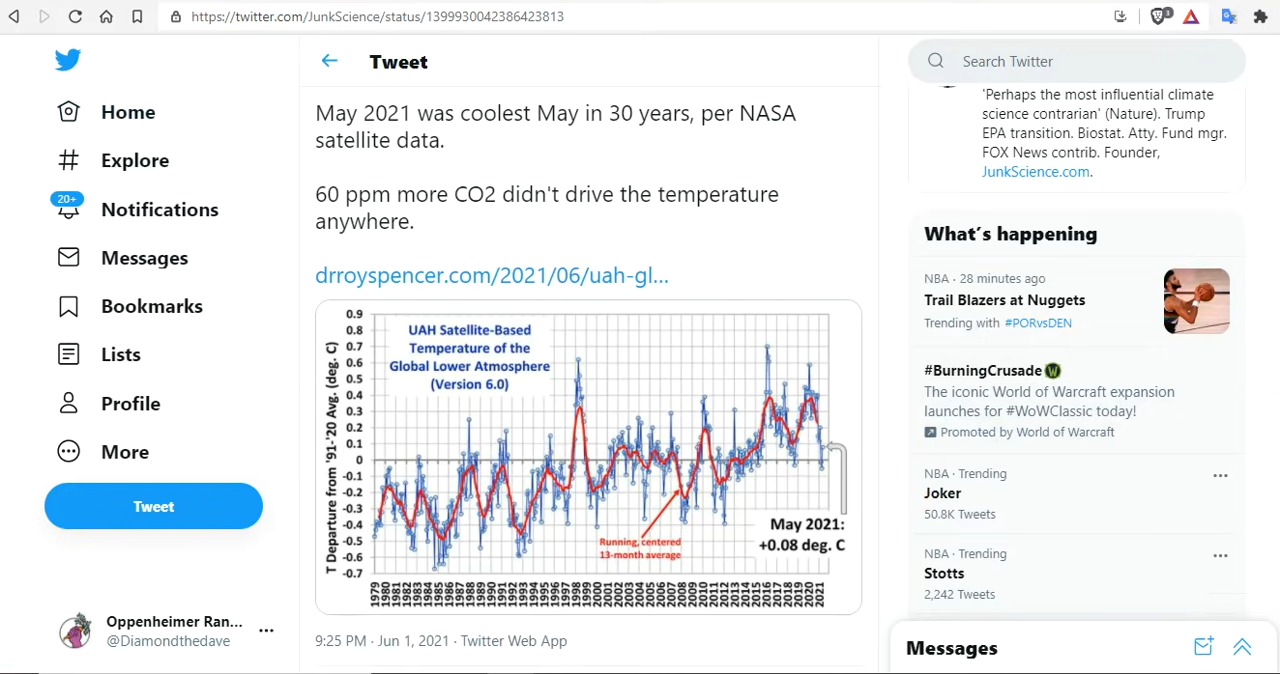 https://twitter.com/JunkScience/status/1399930042386423813
3
Home
Explore
20+
Notifications
Messages
Bookmarks
Lists
Profile
More
Tweet
Oppenheimer Ran...
@Diamondthedave
Tweet
May 2021 was coolest May in 30 years, per NASA
satellite data.
60 ppm more CO2 didn't drive the temperature
anywhere.
drroyspencer.com/2021/06/uah-gl...
UAH Satellite-Based
Temperature of the
Global Lower Atmosphere
(Version 6.0)
T Departure from '91-'20 Avg. (deg. C)
0.9
0.8
0.7
0.6
0.5
0.4
0.3
0.2
0.1
0
-0.1
-0.2
-0.3
-0.4
-0.5
-0.6
-0.7
Running, centered
13-month average
May 2021:
+0.08 deg. C
1979
1980
1981
1982
1983
1984
1985
1986
1987
1988
1989
1990
1991
1992
1993
1994
1995
1996
1997
1998
1999
2000
2001
2002
2003
2004
2005
2006
2007
2008
2009
2010
2011
2012
2013
2014
2015
2016
2017
2018
2019
2020
2021
9:25 PM · Jun 1, 2021 · Twitter Web App
Search Twitter
'Perhaps the most influential climate
science contrarian' (Nature). Trump
EPA transition. Biostat. Atty. Fund mgr.
FOX News contrib. Founder,
JunkScience.com.
What's happening
NBA · 28 minutes ago
Trail Blazers at Nuggets
Trending with #PORvsDEN
#BurningCrusade
The iconic World of Warcraft expansion
launches for #WoWClassic today!
Promoted by World of Warcraft
NBA · Trending
Joker
50.8K Tweets
NBA · Trending
Stotts
2,242 Tweets
Messages